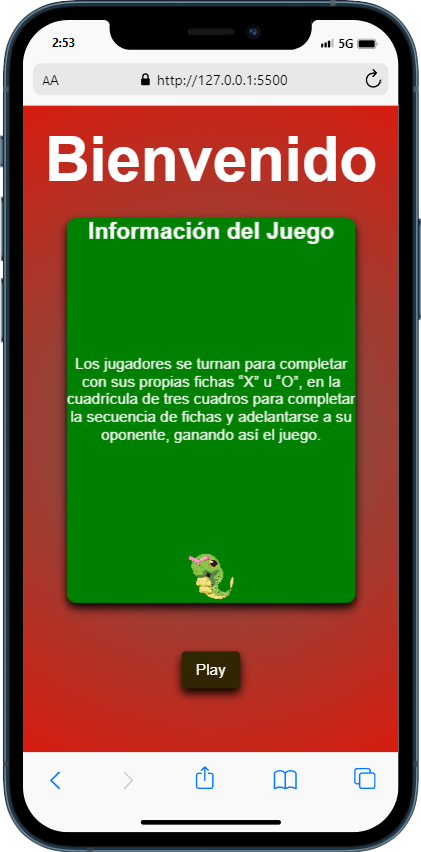 2:53
5G
AA
http://127.0.0.1:5500
Bienvenido
Información del Juego
Los jugadores se turnan para completar
con sus propias fichas “X” u “O”, en la
cuadrícula de tres cuadros para completar
la secuencia de fichas y adelantarse a su
oponente, ganando así el juego.
Play